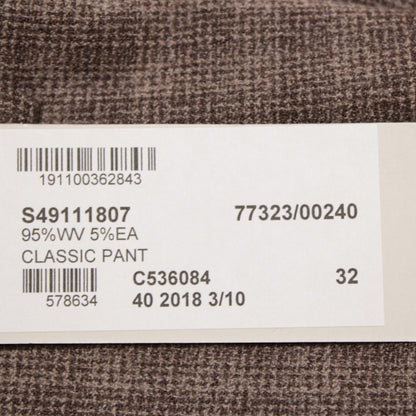 191100362843
S49111807 77323/00240
95%WV 5%EA
CLASSIC PANT
C536084 32
578634 40 2018 3/10